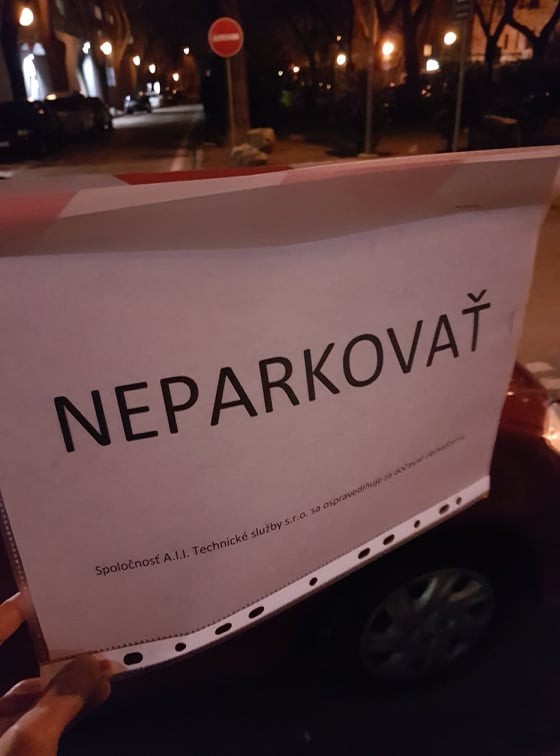 NEPARKOVAŤ
Spoločnosť A.I.I. Technické služby s.r.o. sa ospravedlňuje za dočasné obmedzenie